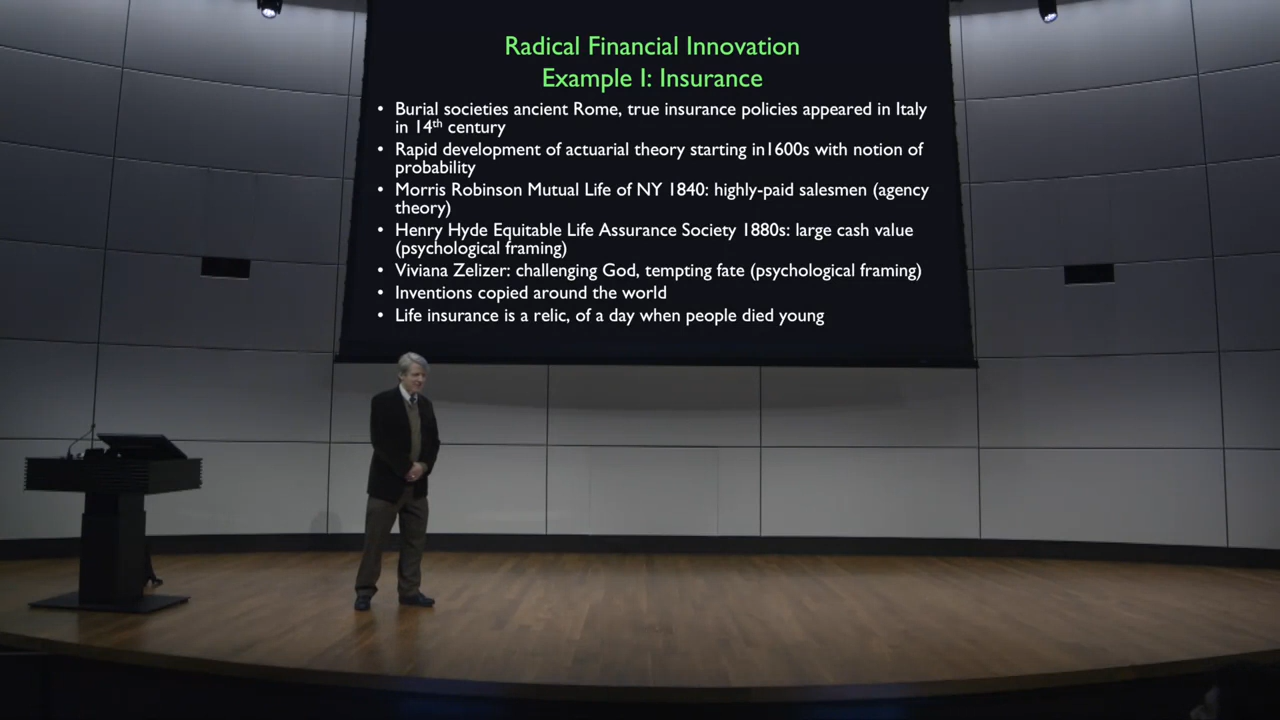 Radical Financial Innovation
Example I: Insurance
• Burial societies ancient Rome, true insurance policies appeared in Italy
in 14th century
• Rapid development of actuarial theory starting in1600s with notion of
probability
• Morris Robinson Mutual Life of NY 1840: highly-paid salesmen (agency
theory)
• Henry Hyde Equitable Life Assurance Society 1880s: large cash value
(psychological framing)
• Viviana Zelizer: challenging God, tempting fate (psychological framing)
• Inventions copied around the world
• Life insurance is a relic, of a day when people died young